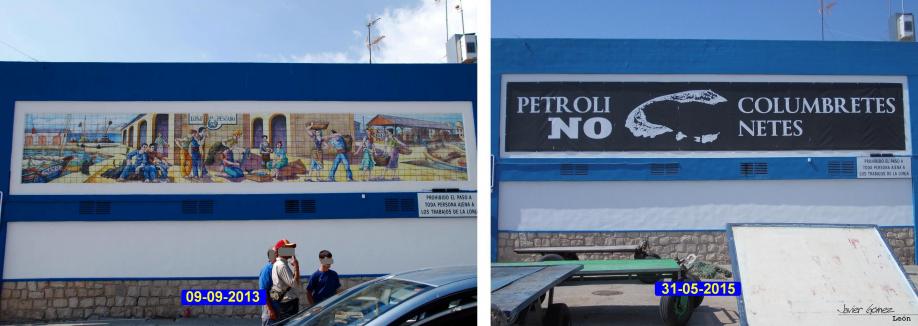 LONJA DEL PESCADO
PROHIBIDO EL PASO A
TODA PERSONA AJENA A
LOS TRABAJOS DE LA LONJA
09-09-2013
PETROLI
NO
COLUMBRETES
NETES
PROHIBIDO EL PASO A
TODA PERSONA AJENA A
LOS TRABAJOS DE LA LONJA
31-05-2015
Javier Gómez
León